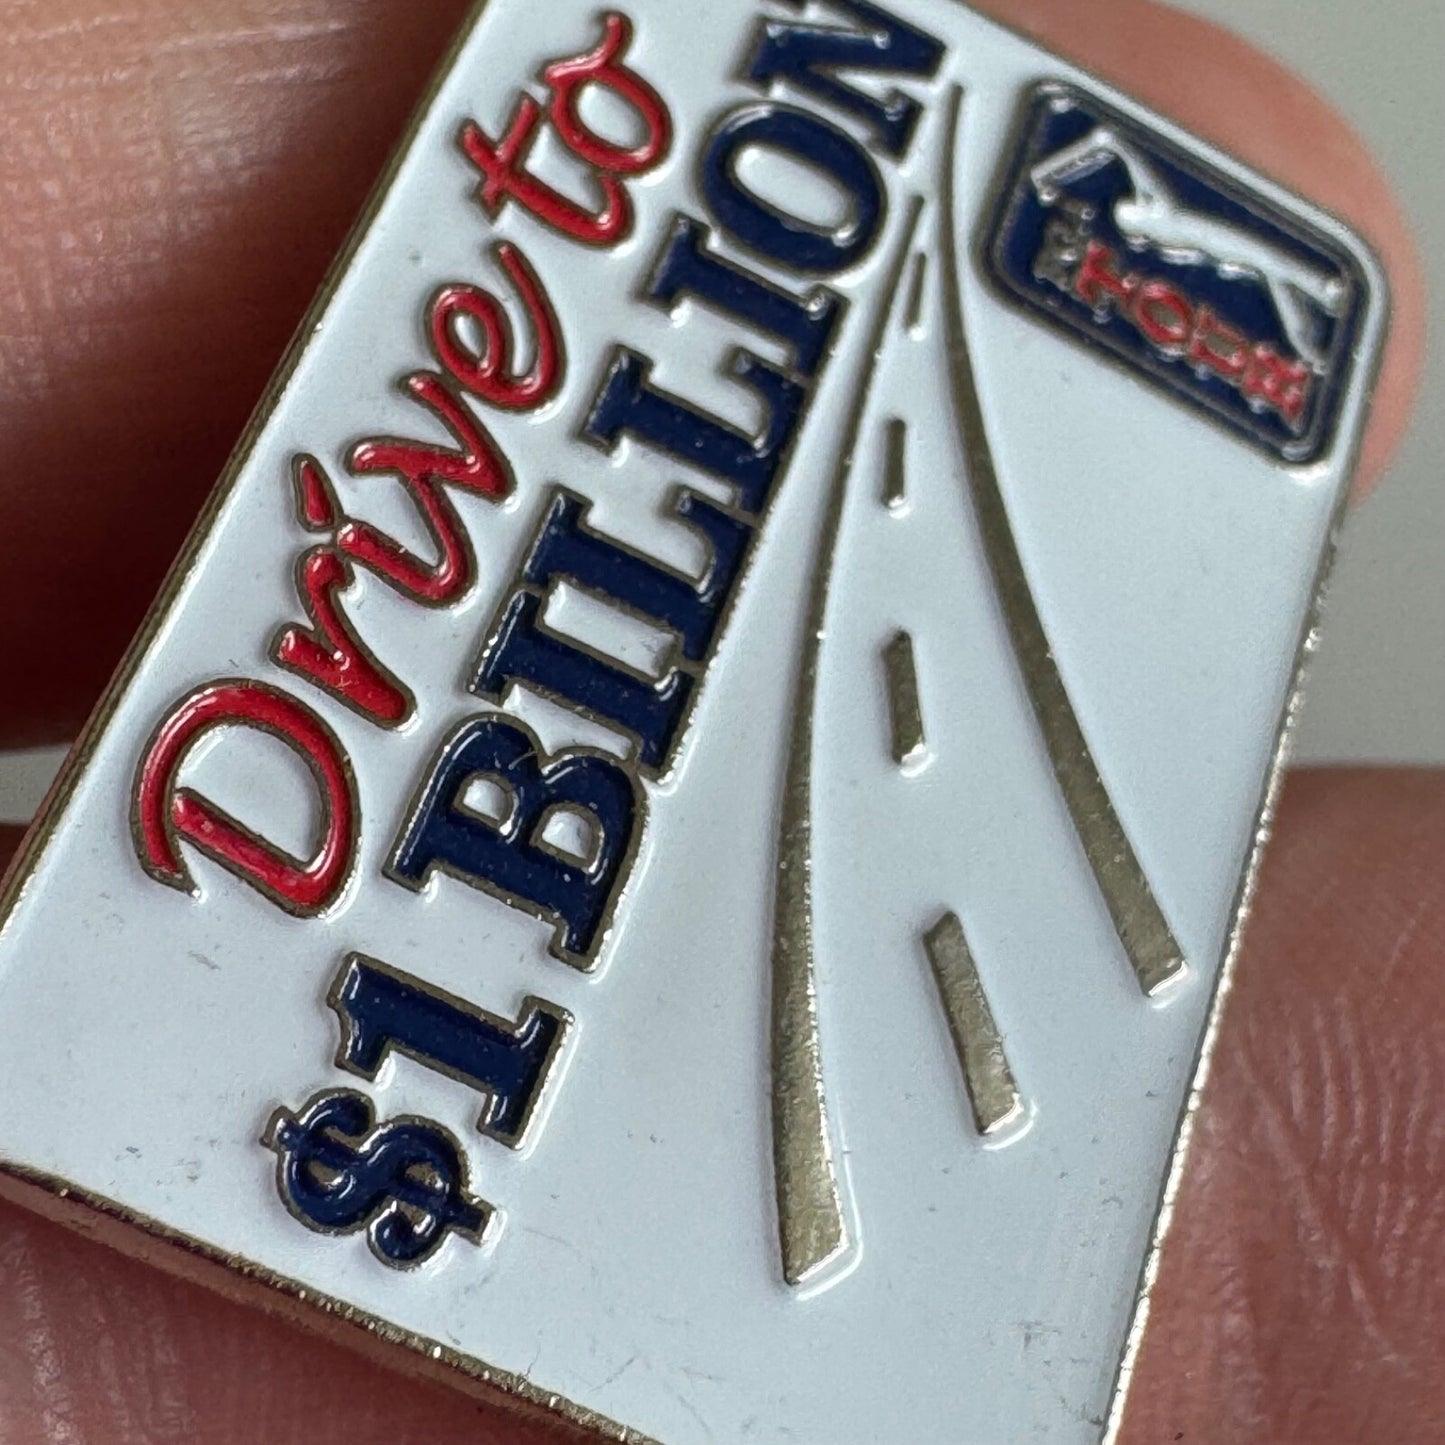 Drive to
$1 BILLION
TOUR